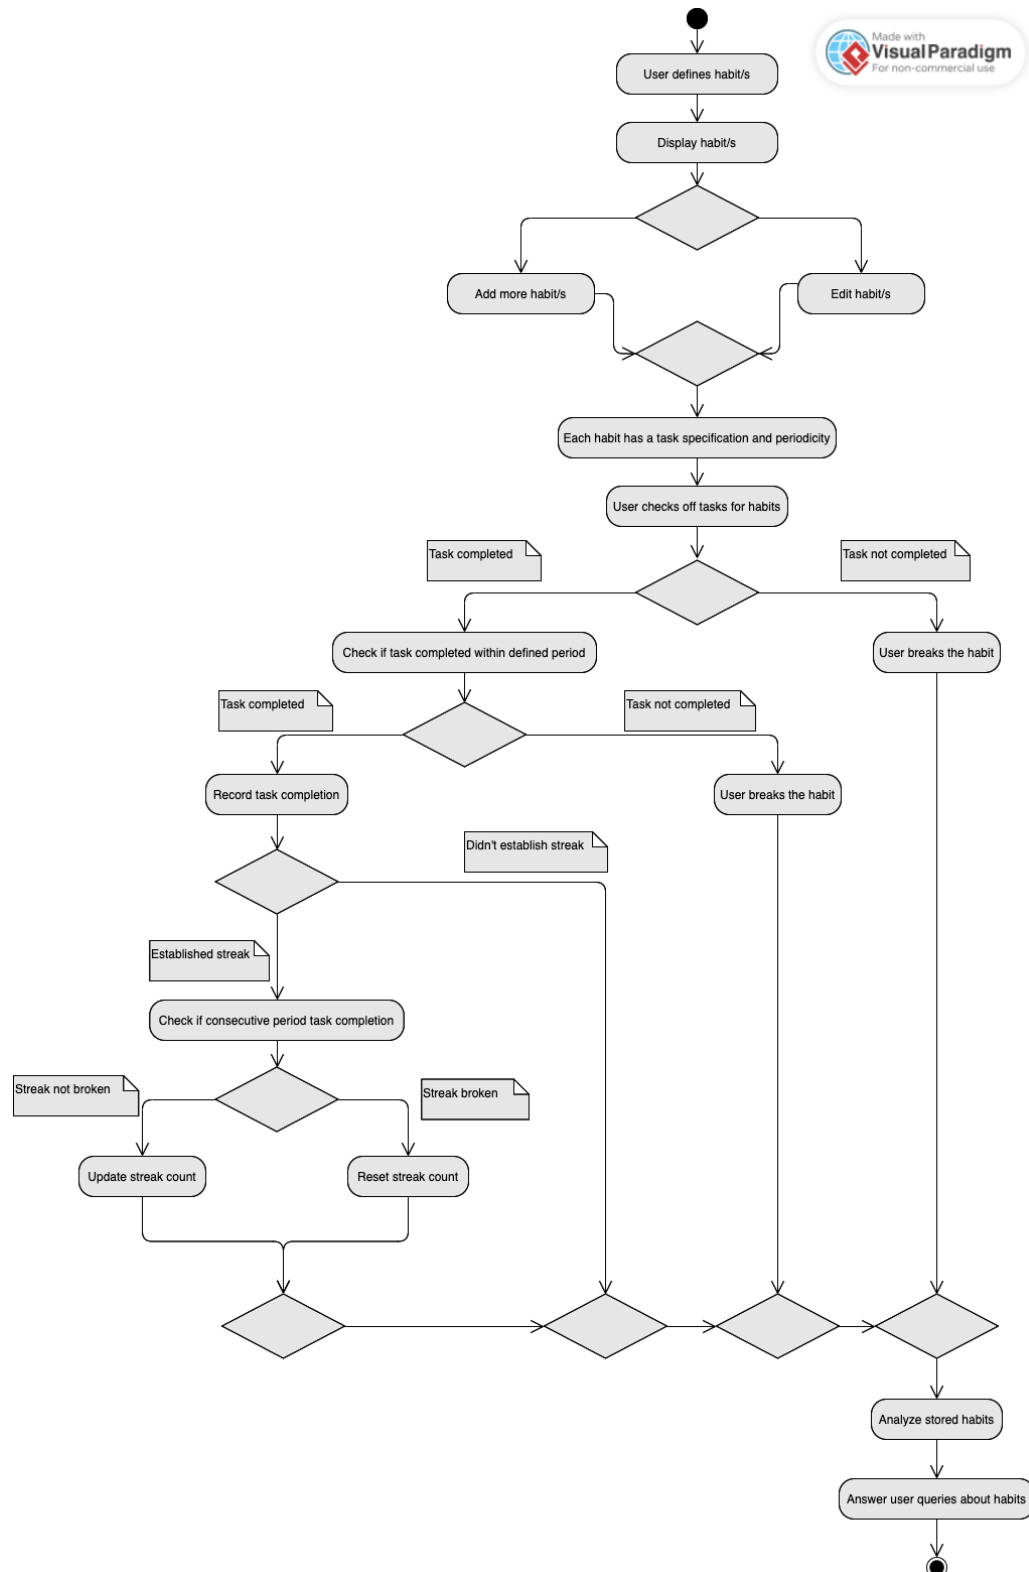 Made with
Visual Paradigm
For non-commercial use
User defines habit/s
Display habit/s
Add more habit/s
Edit habit/s
Each habit has a task specification and periodicity
User checks off tasks for habits
Task completed
Task not completed
Check if task completed within defined period
User breaks the habit
Task completed
Task not completed
Record task completion
User breaks the habit
Didn't establish streak
Established streak
Check if consecutive period task completion
Streak not broken
Streak broken
Update streak count
Reset streak count
Analyze stored habits
Answer user queries about habits